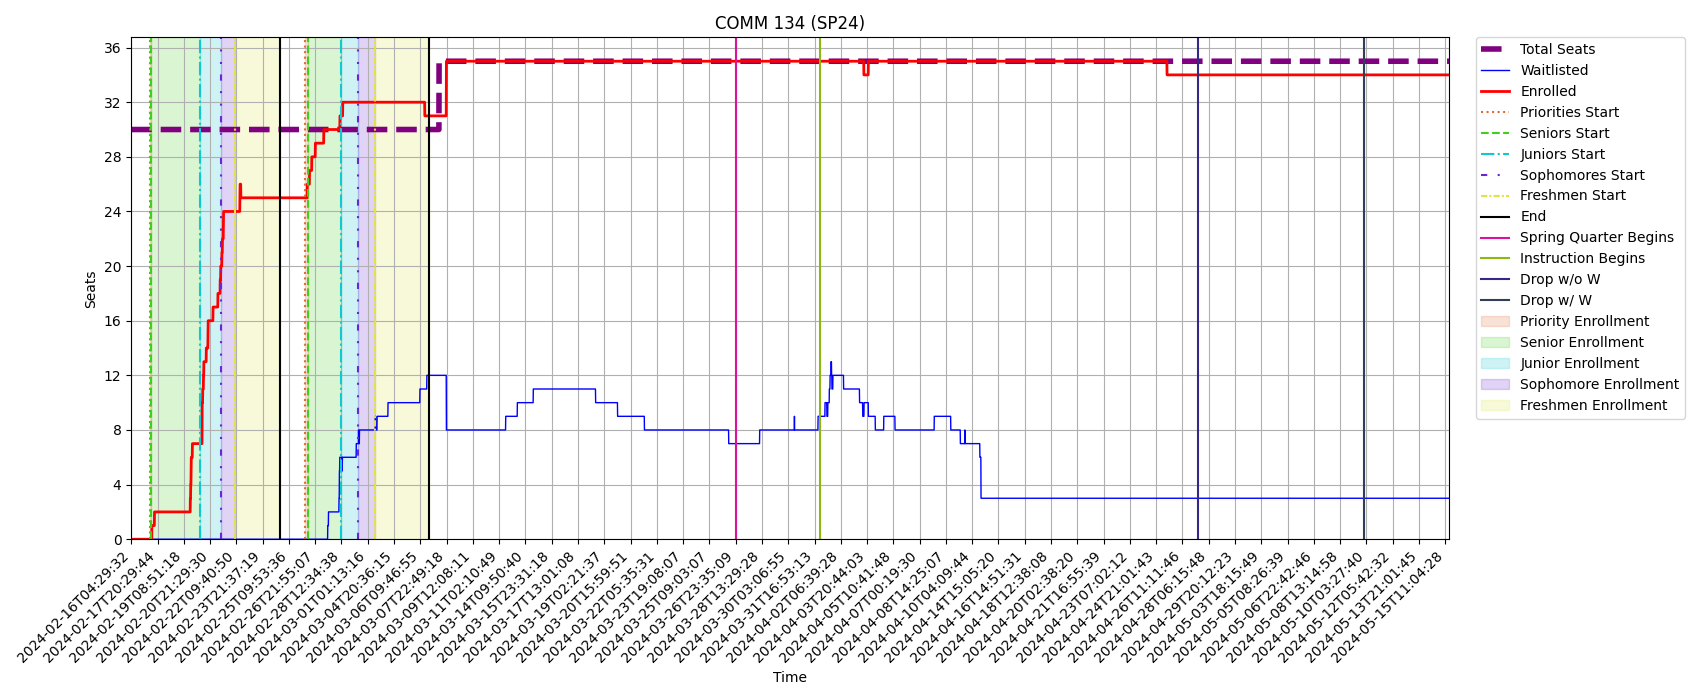 COMM 134 (SP24)
Seats
36
32
28
24
20
16
12
8
4
0
2024-02-16T04:29:32
2024-02-17T20:29:44
2024-02-19T08:51:18
2024-02-20T21:29:30
2024-02-22T09:40:50
2024-02-23T21:37:19
2024-02-25T09:53:36
2024-02-26T21:55:07
2024-02-28T12:34:38
2024-03-01T01:13:16
2024-03-04T20:36:15
2024-03-06T09:46:55
2024-03-07T22:49:18
2024-03-09T12:08:11
2024-03-11T02:10:49
2024-03-14T09:50:40
2024-03-15T23:31:18
2024-03-17T13:01:08
2024-03-19T02:21:37
2024-03-20T15:59:51
2024-03-22T05:35:31
2024-03-23T19:08:07
2024-03-25T09:03:07
2024-03-26T23:35:09
2024-03-28T13:29:28
2024-03-30T03:06:55
2024-03-31T16:53:13
2024-04-02T06:39:28
2024-04-03T20:44:03
2024-04-05T10:41:48
2024-04-07T00:19:30
2024-04-08T14:25:07
2024-04-10T04:09:44
2024-04-14T15:05:20
2024-04-16T14:51:31
2024-04-18T12:38:08
2024-04-20T02:38:20
2024-04-21T16:55:39
2024-04-23T07:02:12
2024-04-24T21:01:43
2024-04-26T11:11:46
2024-04-28T06:15:48
2024-04-29T20:12:23
2024-05-03T18:15:49
2024-05-05T08:26:39
2024-05-06T22:42:46
2024-05-08T13:14:58
2024-05-10T03:27:40
2024-05-12T05:42:32
2024-05-13T21:01:45
2024-05-15T11:04:28
Time
Total Seats
Waitlisted
Enrolled
Priorities Start
Seniors Start
Juniors Start
Sophomores Start
Freshmen Start
End
Spring Quarter Begins
Instruction Begins
Drop w/o W
Drop w/ W
Priority Enrollment
Senior Enrollment
Junior Enrollment
Sophomore Enrollment
Freshmen Enrollment